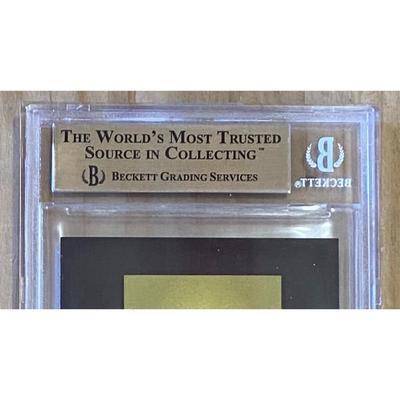 THE WORLD'S MOST TRUSTED
SOURCE IN COLLECTING™
B BECKETT GRADING SERVICES
B
BECKETT®